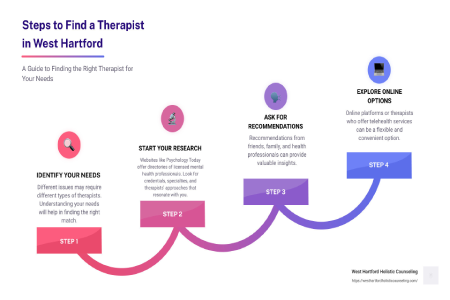 Steps to Find a Therapist
in West Hartford
A Guide to Finding the Right Therapist for
Your Needs
IDENTIFY YOUR NEEDS
Different issues may require
different types of therapists.
Understanding your needs
will help in finding the right
match.
STEP 1
START YOUR RESEARCH
Websites like Psychology Today
offer directories of licensed mental
health professionals. Look for
credentials, specialties, and
therapists' approaches that
resonate with you.
STEP 2
ASK FOR
RECOMMENDATIONS
Recommendations from
friends, family, and health
professionals can provide
valuable insights.
STEP 3
EXPLORE ONLINE
OPTIONS
Online platforms or therapists
who offer telehealth services
can be a flexible and
convenient option.
STEP 4
West Hartford Holistic Counseling